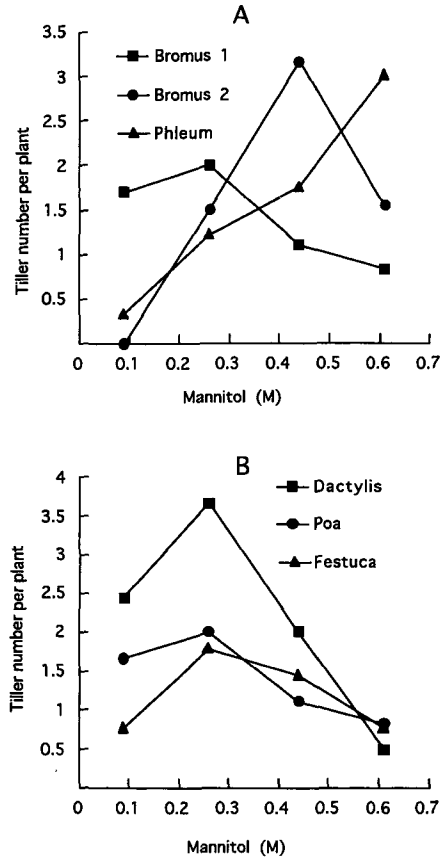 A
3.5
3
2.5
2
1.5
1
0.5
Bromus 1
Bromus 2
Phleum
Tiller number per plant
0 0.1 0.2 0.3 0.4 0.5 0.6 0.7
Mannitol (M)
B
4
3.5
3
2.5
2
1.5
1
0.5
Dactylis
Poa
Festuca
Tiller number per plant
0 0.1 0.2 0.3 0.4 0.5 0.6 0.7
Mannitol (M)